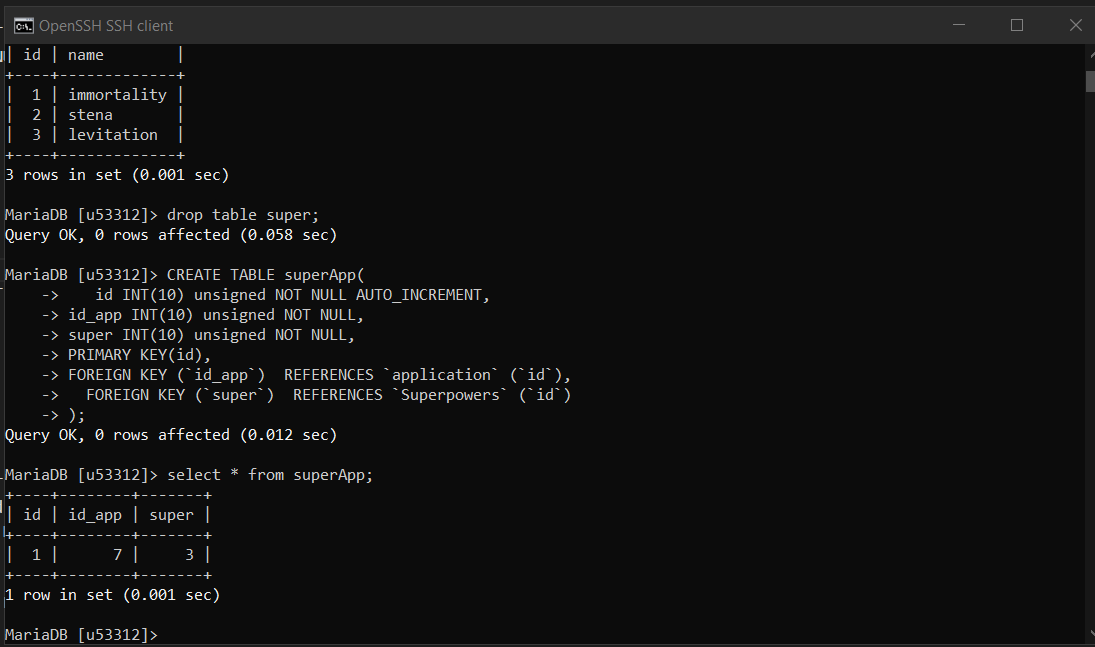 OpenSSH SSH client
| id | name        |
+----+-------------+
|  1 | immortality |
|  2 | stena       |
|  3 | levitation  |
+----+-------------+
3 rows in set (0.001 sec)
MariaDB [u53312]> drop table super;
Query OK, 0 rows affected (0.058 sec)
MariaDB [u53312]> CREATE TABLE superApp(
    ->    id INT(10) unsigned NOT NULL AUTO_INCREMENT,
    -> id_app INT(10) unsigned NOT NULL,
    -> super INT(10) unsigned NOT NULL,
    -> PRIMARY KEY(id),
    -> FOREIGN KEY (`id_app`)  REFERENCES `application` (`id`),
    ->   FOREIGN KEY (`super`)  REFERENCES `Superpowers` (`id`)
    -> );
Query OK, 0 rows affected (0.012 sec)
MariaDB [u53312]> select * from superApp;
+----+--------+-------+
| id | id_app | super |
+----+--------+-------+
|  1 |      7 |     3 |
+----+--------+-------+
1 row in set (0.001 sec)
MariaDB [u53312]>